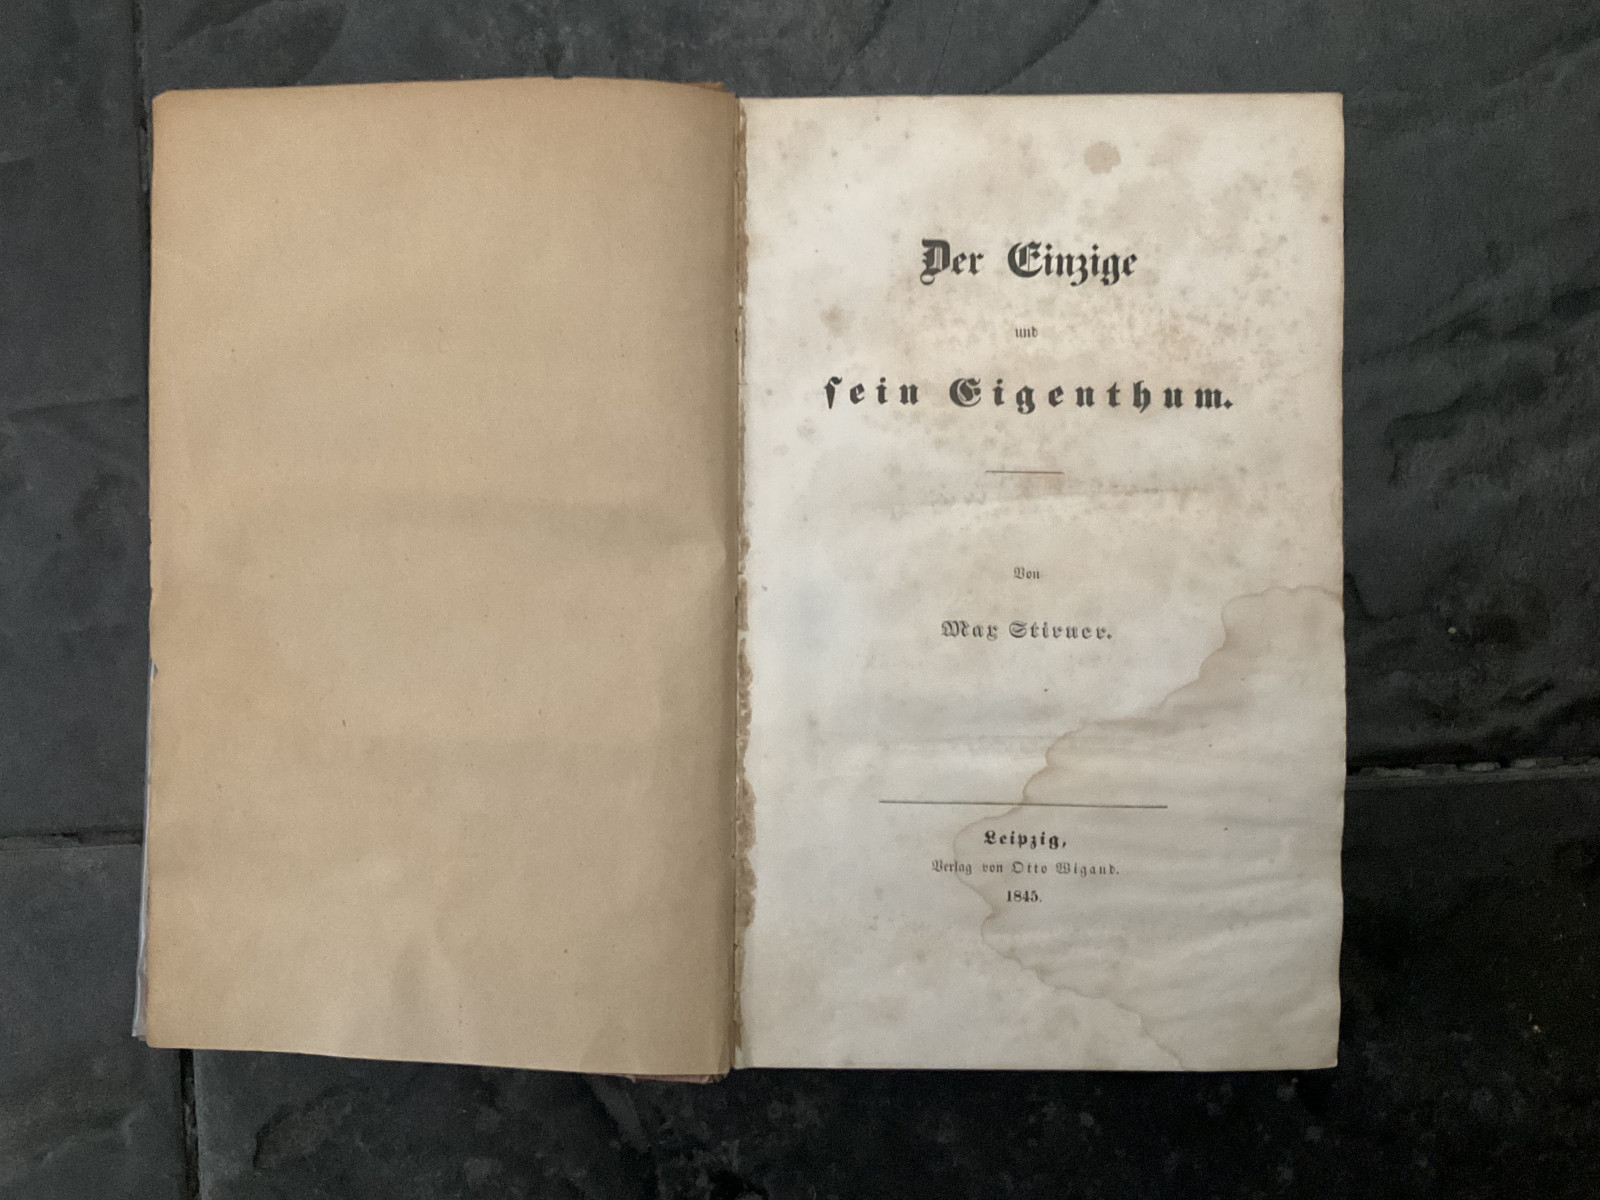 Der Einzige
und
sein Eigenthum.
Von
Max Stirner.
Leipzig,
Verlag von Otto Wigand.
1845.